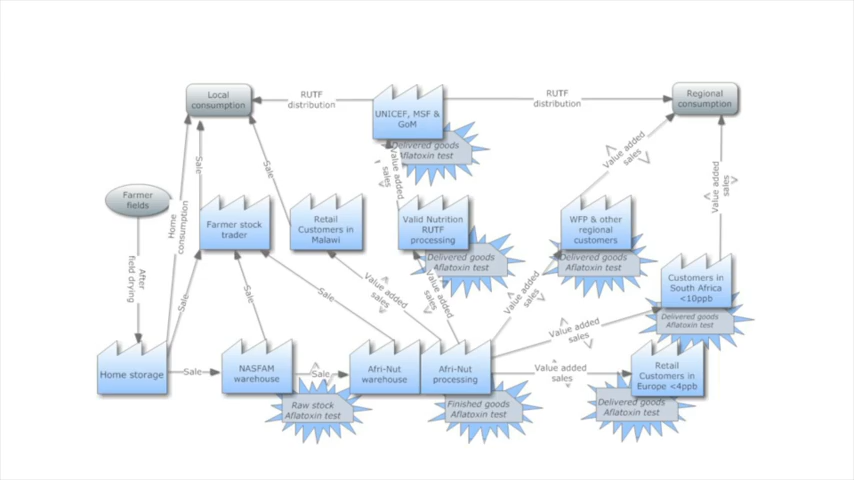 Local
consumption
RUTF
distribution
UNICEF, MSF &
GoM
RUTF
distribution
Regional
consumption
Delivered goods
Aflatoxin test
Value added
sales
Value added
sales
Value added
sales
Sale
Sale
Farmer
fields
Home
consumption
Farmer stock
trader
Retail
Customers in
Malawi
Valid Nutrition
RUTF
processing
WFP & other
regional
customers
Delivered goods
Aflatoxin test
Delivered goods
Aflatoxin test
After
field drying
Customers in
South Africa
<10ppb
Sale
Sale
Sale
Value added
sales
Value added
sales
Value added
sales
Delivered goods
Aflatoxin test
Value added
sales
Home storage
Sale
NASFAM
warehouse
Sale
Afri-Nut
warehouse
Afri-Nut
processing
Value added
sales
Retail
Customers in
Europe <4ppb
Raw stock
Aflatoxin test
Finished goods
Aflatoxin test
Delivered goods
Aflatoxin test